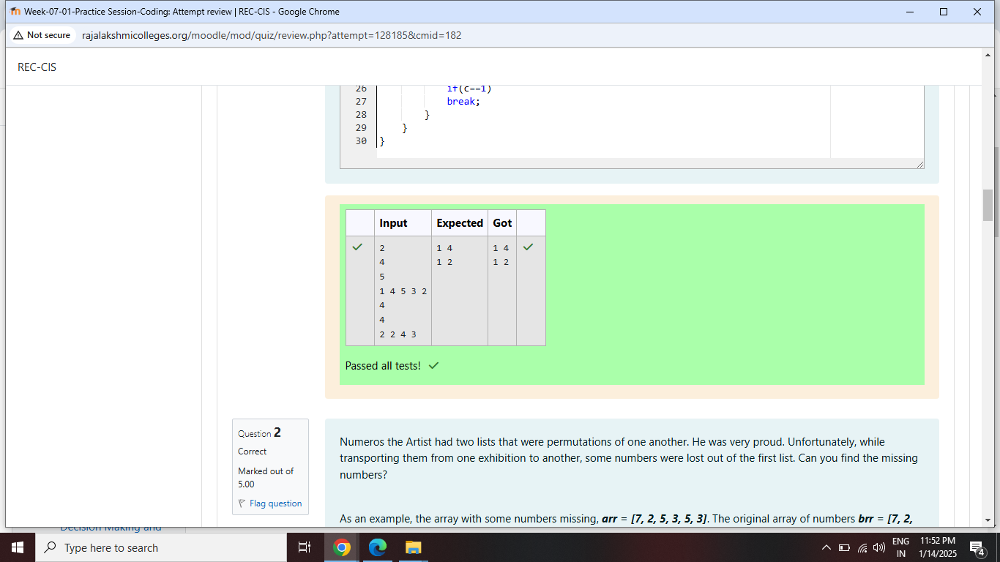 Week-07-01-Practice Session-Coding: Attempt review | REC-CIS - Google Chrome
Not secure rajalakshmicolleges.org/moodle/mod/quiz/review.php?attempt=128185&cmid=182
REC-CIS
26 if(c==1)
27 break;
28 }
29 }
30 }
Input Expected Got
2 1 4 1 4
4 1 2 1 2
5
1 4 5 3 2
4
4
2 2 4 3
Passed all tests!
Question 2
Correct
Marked out of
5.00
Flag question
Numeros the Artist had two lists that were permutations of one another. He was very proud. Unfortunately, while
transporting them from one exhibition to another, some numbers were lost out of the first list. Can you find the missing
numbers?
As an example, the array with some numbers missing, arr = [7, 2, 5, 3, 5, 3]. The original array of numbers brr = [7, 2,
Decision Making and
Type here to search
ENG
IN
11:52 PM
1/14/2025
4